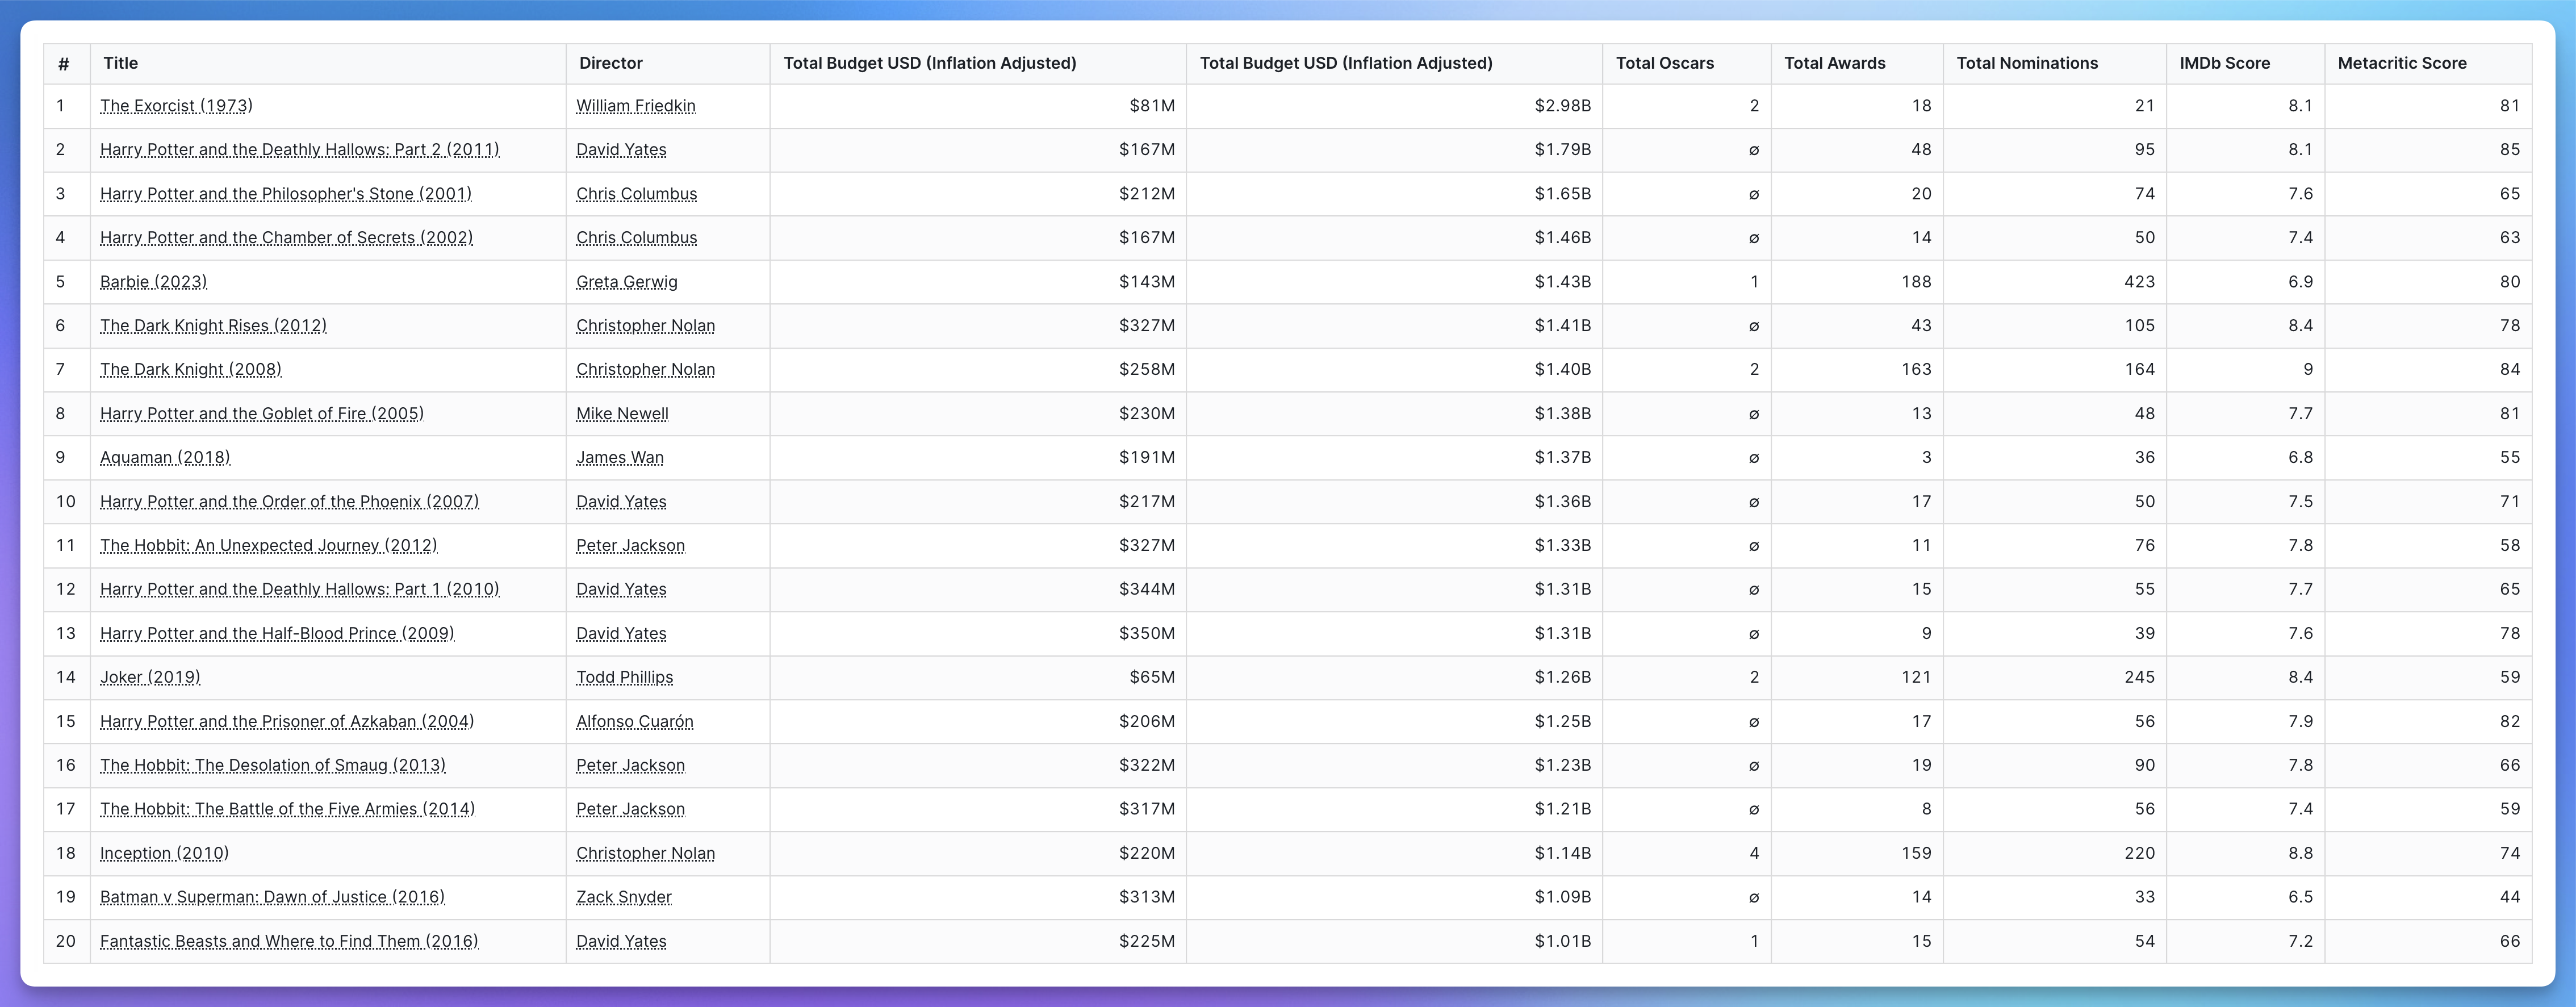 # Title Director Total Budget USD (Inflation Adjusted) Total Budget USD (Inflation Adjusted) Total Oscars Total Awards Total Nominations IMDb Score Metacritic Score
1 The Exorcist (1973) William Friedkin $81M $2.98B 2 18 21 8.1 81
2 Harry Potter and the Deathly Hallows: Part 2 (2011) David Yates $167M $1.79B ∅ 48 95 8.1 85
3 Harry Potter and the Philosopher's Stone (2001) Chris Columbus $212M $1.65B ∅ 20 74 7.6 65
4 Harry Potter and the Chamber of Secrets (2002) Chris Columbus $167M $1.46B ∅ 14 50 7.4 63
5 Barbie (2023) Greta Gerwig $143M $1.43B 1 188 423 6.9 80
6 The Dark Knight Rises (2012) Christopher Nolan $327M $1.41B ∅ 43 105 8.4 78
7 The Dark Knight (2008) Christopher Nolan $258M $1.40B 2 163 164 9 84
8 Harry Potter and the Goblet of Fire (2005) Mike Newell $230M $1.38B ∅ 13 48 7.7 81
9 Aquaman (2018) James Wan $191M $1.37B ∅ 3 36 6.8 55
10 Harry Potter and the Order of the Phoenix (2007) David Yates $217M $1.36B ∅ 17 50 7.5 71
11 The Hobbit: An Unexpected Journey (2012) Peter Jackson $327M $1.33B ∅ 11 76 7.8 58
12 Harry Potter and the Deathly Hallows: Part 1 (2010) David Yates $344M $1.31B ∅ 15 55 7.7 65
13 Harry Potter and the Half-Blood Prince (2009) David Yates $350M $1.31B ∅ 9 39 7.6 78
14 Joker (2019) Todd Phillips $65M $1.26B 2 121 245 8.4 59
15 Harry Potter and the Prisoner of Azkaban (2004) Alfonso Cuarón $206M $1.25B ∅ 17 56 7.9 82
16 The Hobbit: The Desolation of Smaug (2013) Peter Jackson $322M $1.23B ∅ 19 90 7.8 66
17 The Hobbit: The Battle of the Five Armies (2014) Peter Jackson $317M $1.21B ∅ 8 56 7.4 59
18 Inception (2010) Christopher Nolan $220M $1.14B 4 159 220 8.8 74
19 Batman v Superman: Dawn of Justice (2016) Zack Snyder $313M $1.09B ∅ 14 33 6.5 44
20 Fantastic Beasts and Where to Find Them (2016) David Yates $225M $1.01B 1 15 54 7.2 66